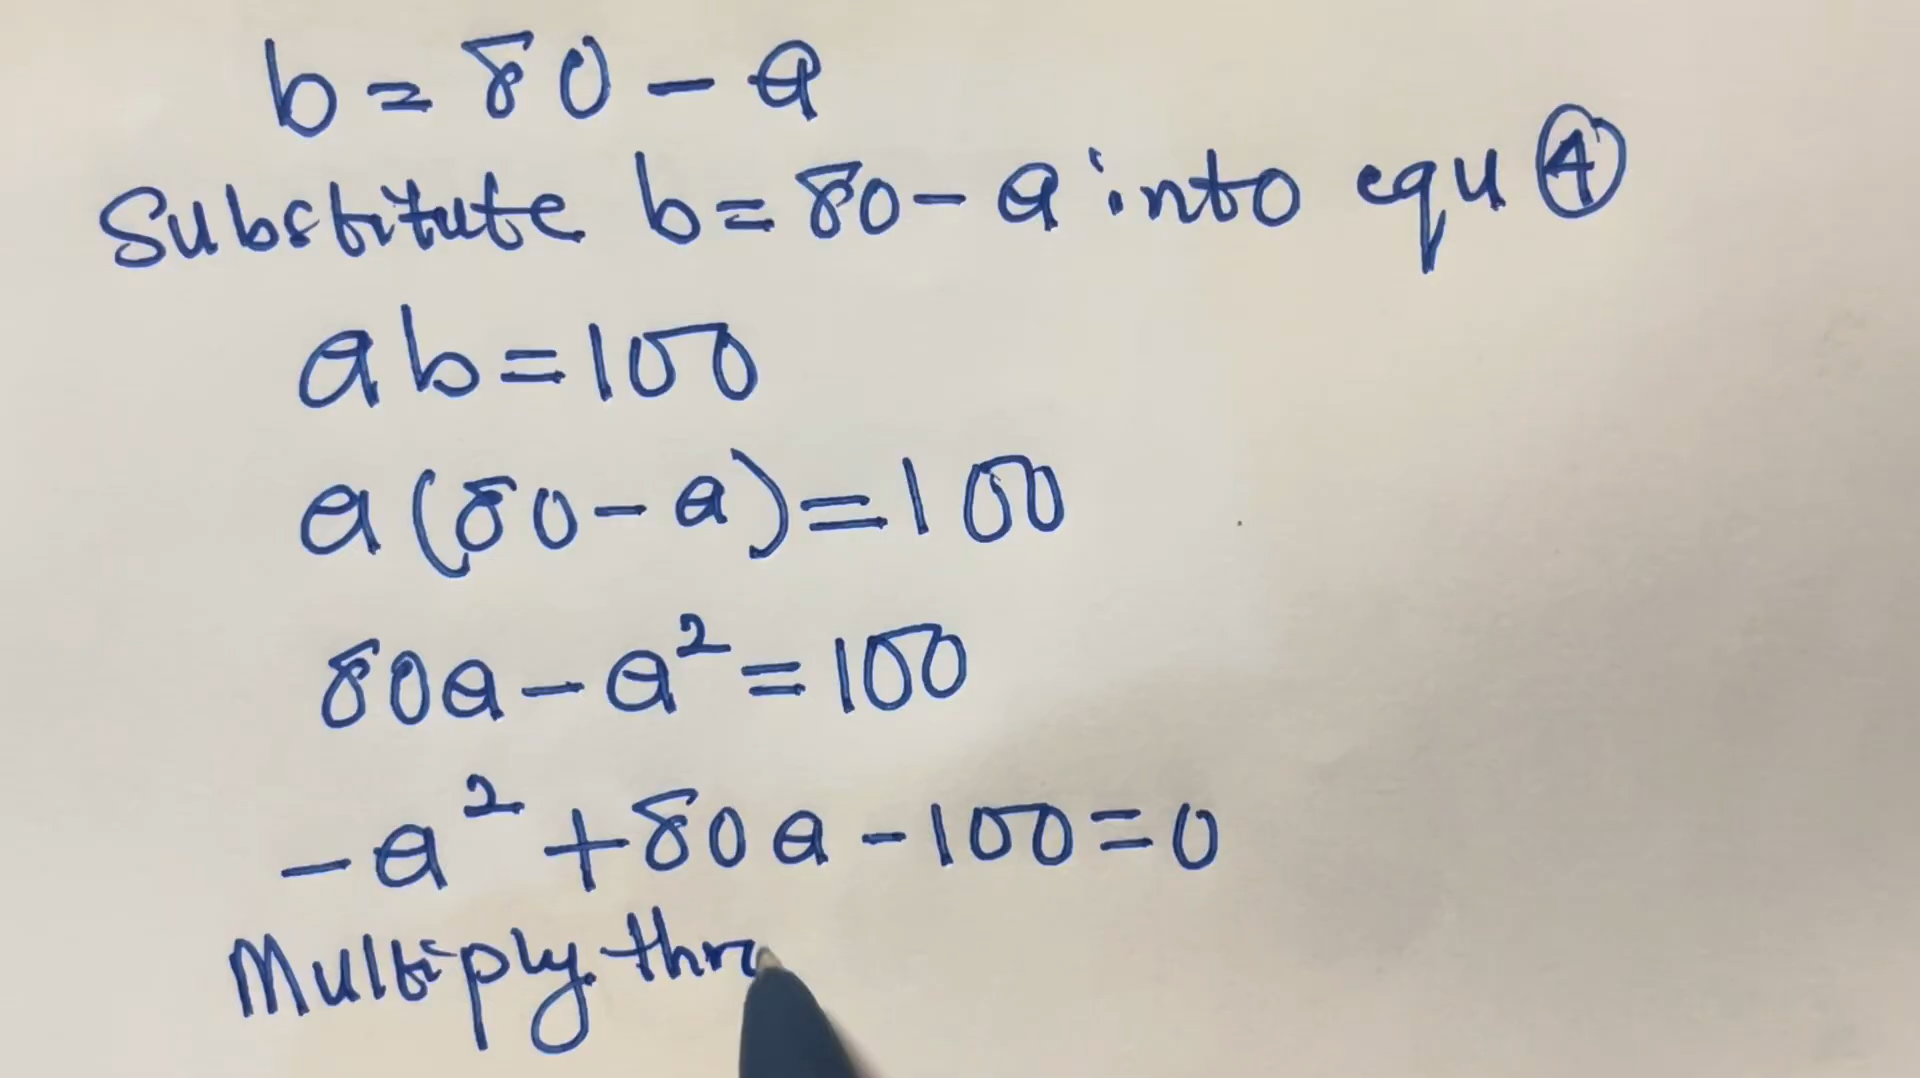 b = 80 - a
Substitute b = 80 - a into equ ④
ab = 100
a(80 - a) = 100
80a - a² = 100
-a² + 80a - 100 = 0
Multiply thro